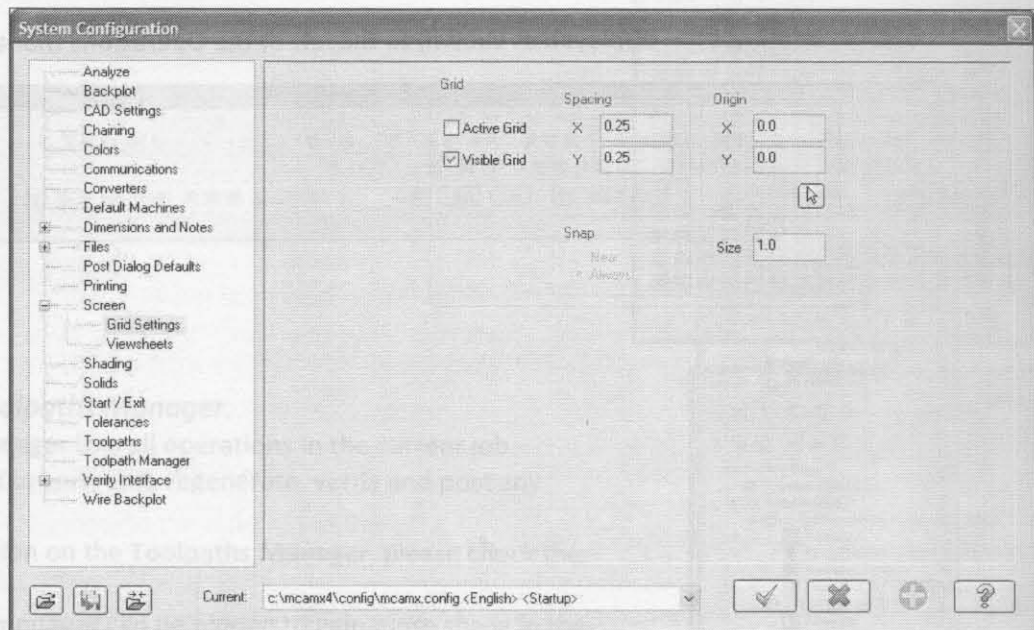 System Configuration
Analyze
Backplot
CAD Settings
Chaining
Colors
Communications
Converters
Default Machines
Dimensions and Notes
Files
Post Dialog Defaults
Printing
Screen
Grid Settings
Viewsheets
Shading
Solids
Start / Exit
Tolerances
Toolpaths
Toolpath Manager
Verify Interface
Wire Backplot
Grid
Spacing
Origin
Active Grid X 0.25 X 0.0
Visible Grid Y 0.25 Y 0.0
Snap
Near
Always
Size 1.0
Current: c:\mcamx4\config\mcamx.config <English> <Startup>